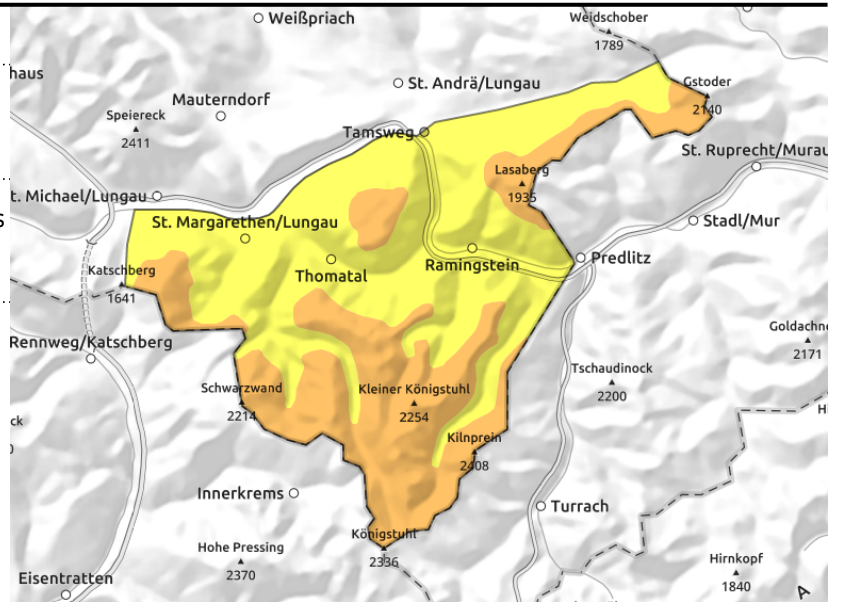 Weißpriach
Weidschober
1789
haus
St. Andrä/Lungau
Gstoder
2140
Mauterndorf
Speiereck
2411
Tamsweg
St. Ruprecht/Murau
Lasaberg
1935
t. Michael/Lungau
s
St. Margarethen/Lungau
Stadl/Mur
Ramingstein
Predlitz
Thomatal
Katschberg
1641
Goldachn
2171
Rennweg/Katschberg
Tschaudinock
2200
Schwarzwand
2214
Kleiner Königstuhl
2254
H
ck
Kilnprein
2408
Innerkrems
Turrach
Königstuhl
2336
Hohe Pressing
2370
Hirnkopf
1840
Eisentratten
A